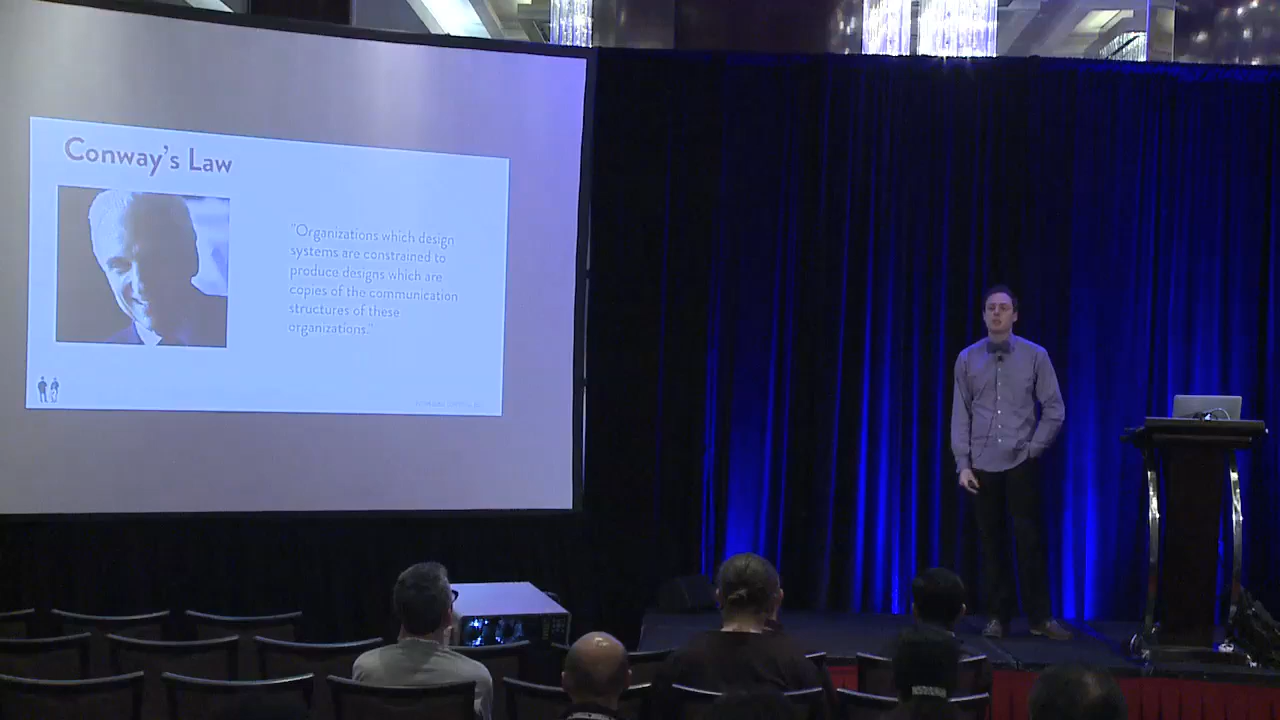 Conway's Law
"Organizations which design
systems are constrained to
produce designs which are
copies of the communication
structures of these
organizations."